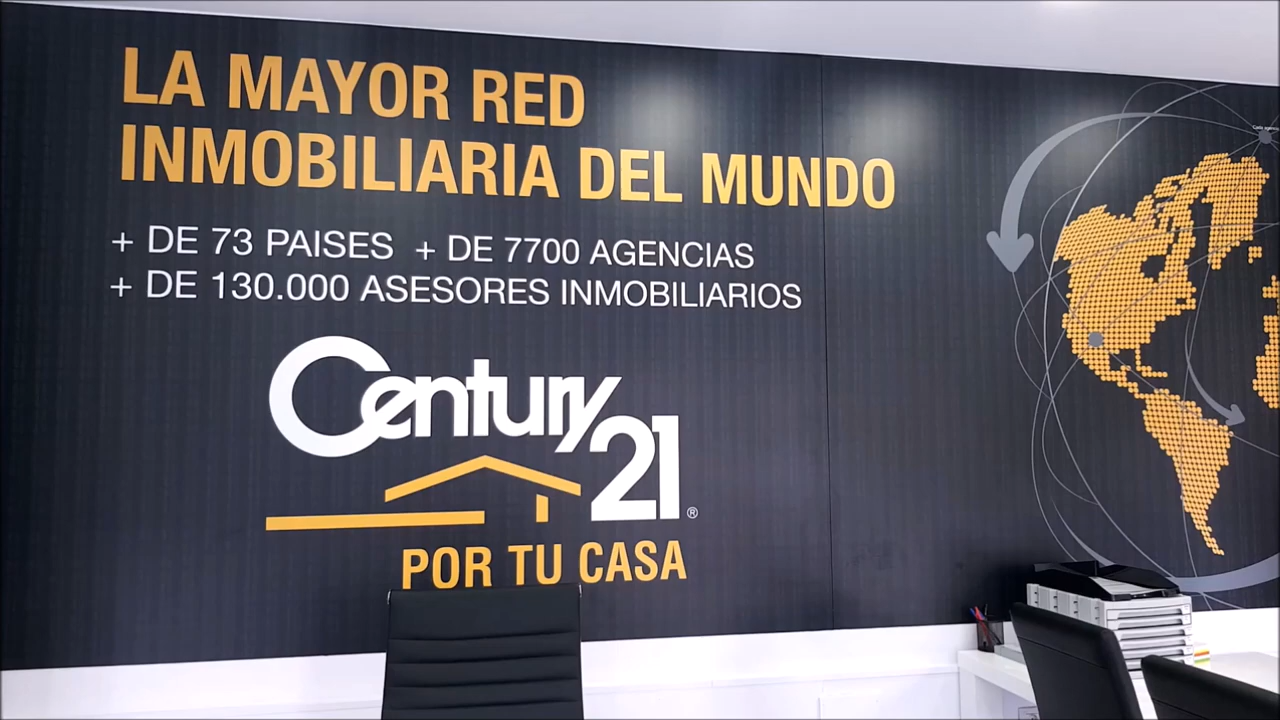 LA MAYOR RED
INMOBILIARIA DEL MUNDO
+ DE 73 PAISES + DE 7700 AGENCIAS
+ DE 130.000 ASESORES INMOBILIARIOS
Century
21®
POR TU CASA